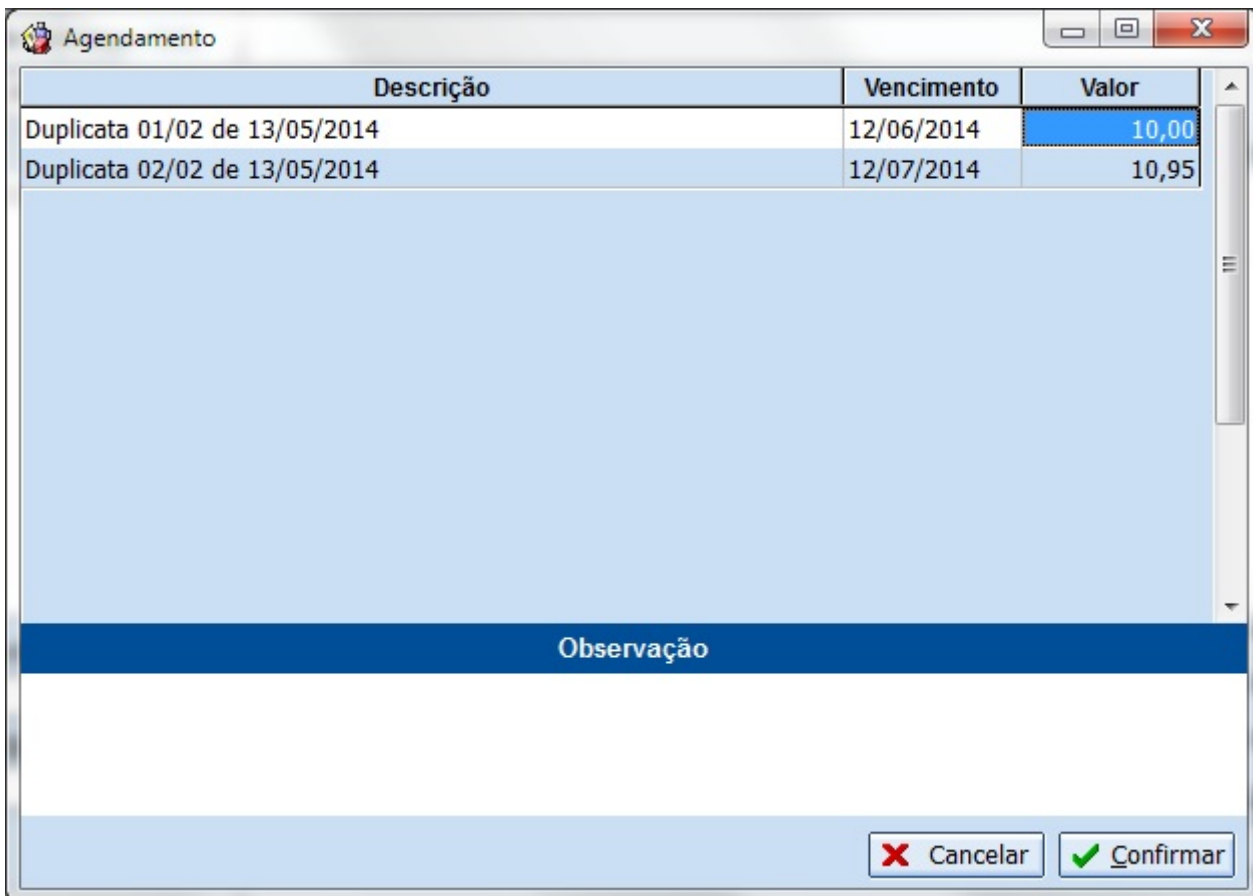 Agendamento
Descrição Vencimento Valor
Duplicata 01/02 de 13/05/2014 12/06/2014 10,00
Duplicata 02/02 de 13/05/2014 12/07/2014 10,95
Observação
Cancelar Confirmar